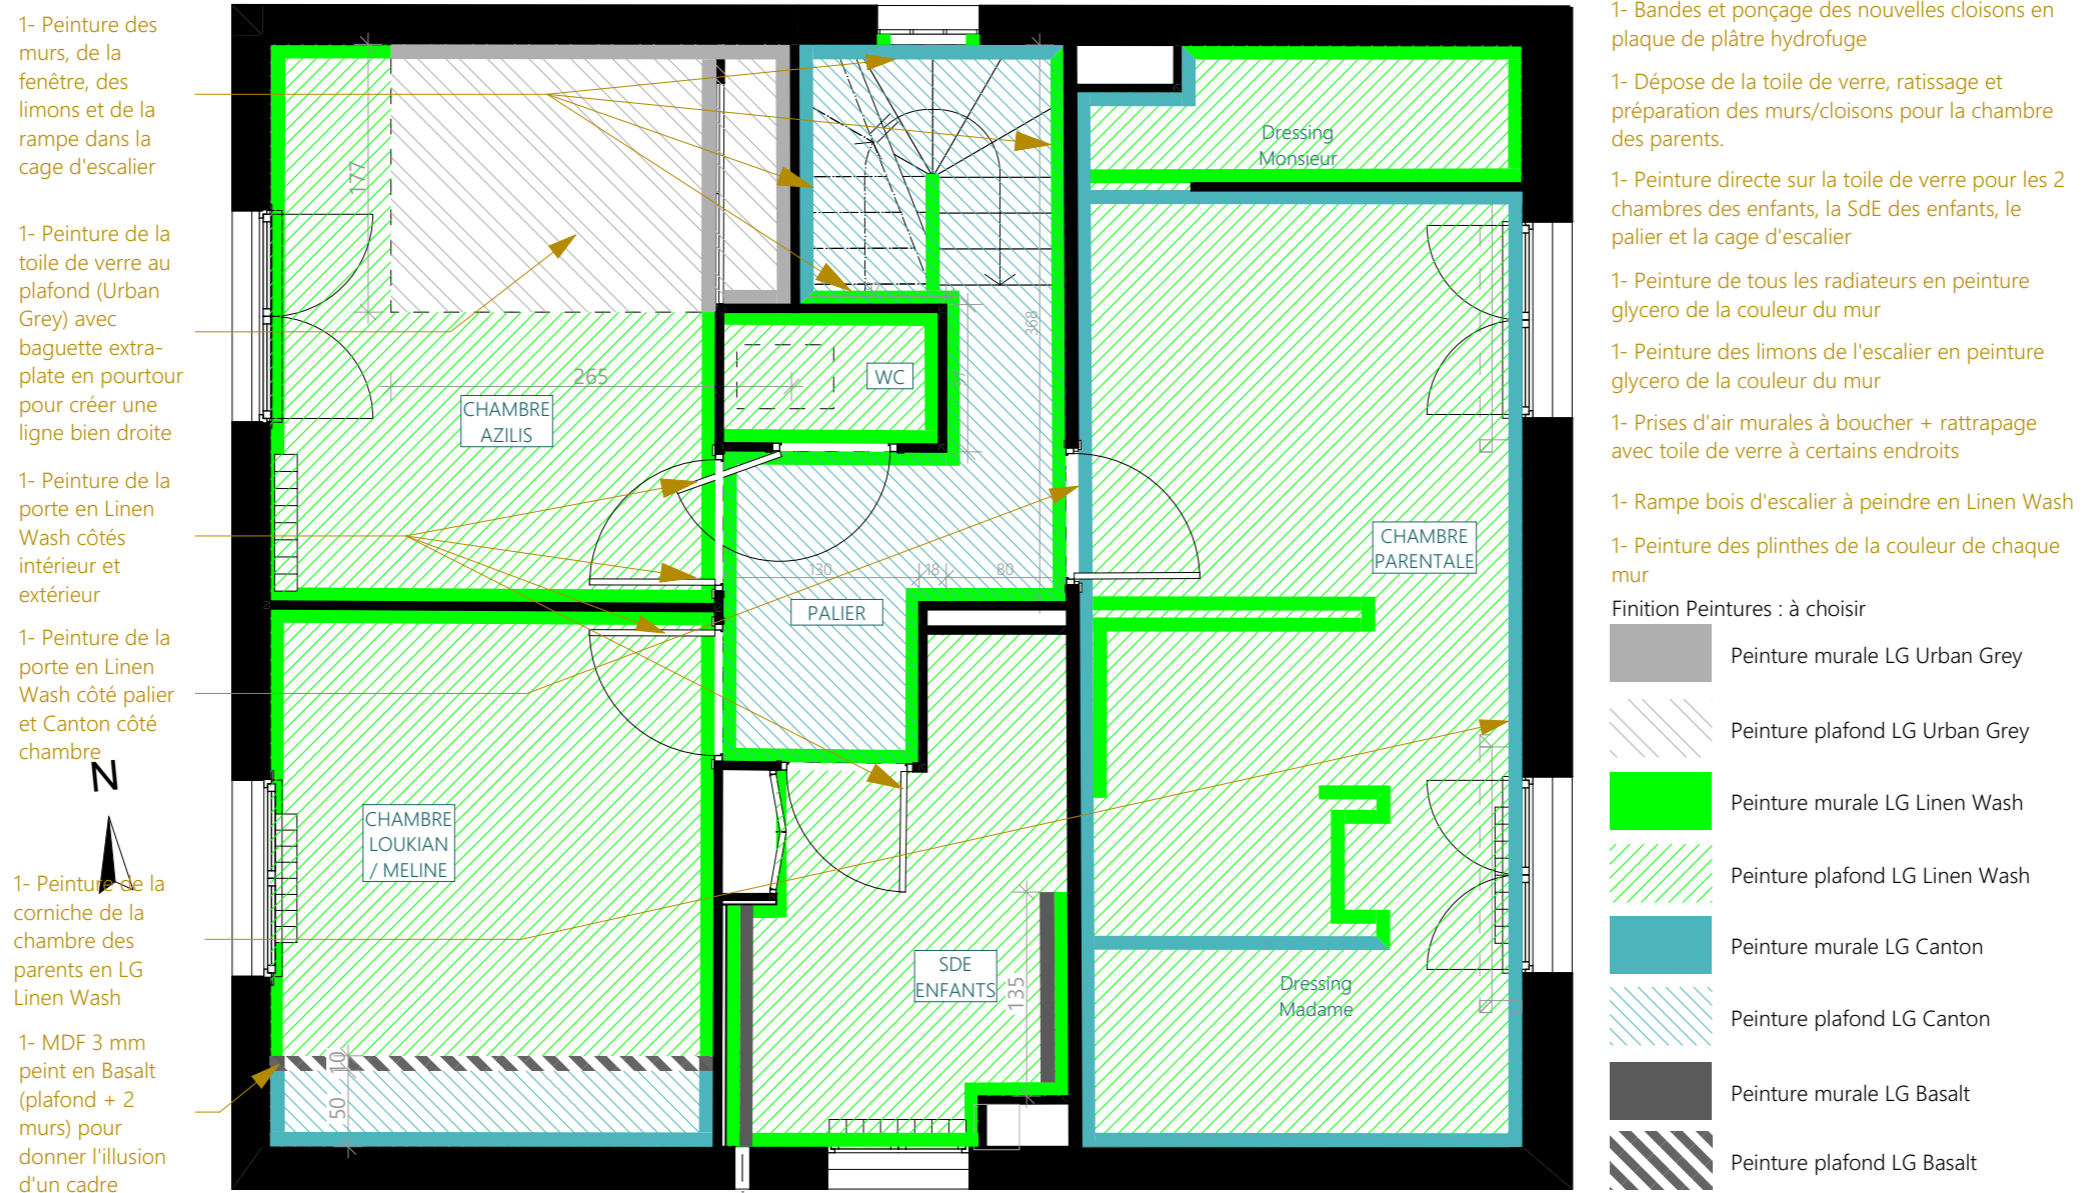 1- Peinture des
murs, de la
fenêtre, des
limons et de la
rampe dans la
cage d'escalier
1- Peinture de la
toile de verre au
plafond (Urban
Grey) avec
baguette extra-
plate en pourtour
pour créer une
ligne bien droite
1- Peinture de la
porte en Linen
Wash côtés
intérieur et
extérieur
1- Peinture de la
porte en Linen
Wash côté palier
et Canton côté
chambre
N
1- Peinture de la
corniche de la
chambre des
parents en LG
Linen Wash
1- MDF 3 mm
peint en Basalt
(plafond + 2
murs) pour
donner l'illusion
d'un cadre
177
265
CHAMBRE
AZILIS
WC
368
Dressing
Monsieur
130
18
80
PALIER
CHAMBRE
PARENTALE
CHAMBRE
LOUKIAN
/ MELINE
SDE
ENFANTS
135
Dressing
Madame
10
50
1- Bandes et ponçage des nouvelles cloisons en
plaque de plâtre hydrofuge
1- Dépose de la toile de verre, ratissage et
préparation des murs/cloisons pour la chambre
des parents.
1- Peinture directe sur la toile de verre pour les 2
chambres des enfants, la SdE des enfants, le
palier et la cage d'escalier
1- Peinture de tous les radiateurs en peinture
glycero de la couleur du mur
1- Peinture des limons de l'escalier en peinture
glycero de la couleur du mur
1- Prises d'air murales à boucher + rattrapage
avec toile de verre à certains endroits
1- Rampe bois d'escalier à peindre en Linen Wash
1- Peinture des plinthes de la couleur de chaque
mur
Finition Peintures : à choisir
Peinture murale LG Urban Grey
Peinture plafond LG Urban Grey
Peinture murale LG Linen Wash
Peinture plafond LG Linen Wash
Peinture murale LG Canton
Peinture plafond LG Canton
Peinture murale LG Basalt
Peinture plafond LG Basalt